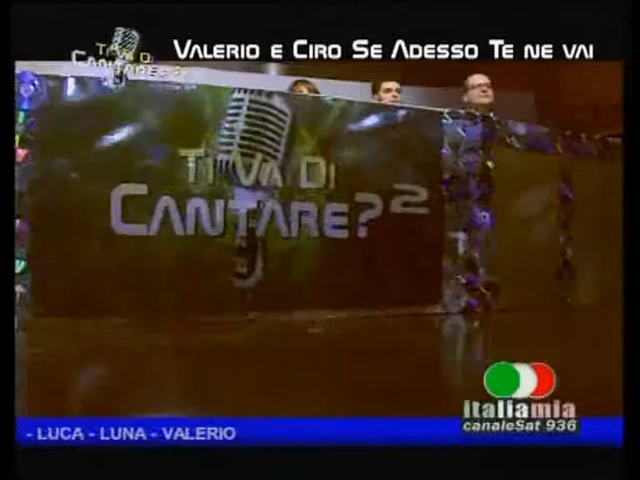 Ti Va Di
Cantare?2
Valerio e Ciro Se Adesso Te ne vai
Ti Va Di
Cantare?2
italiamia
canaleSat 936
- LUCA - LUNA - VALERIO